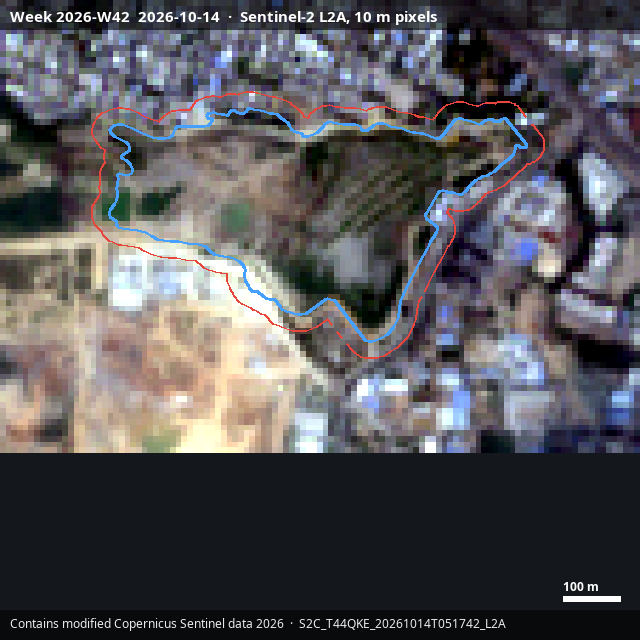 Week 2026-W42 2026-10-14 · Sentinel-2 L2A, 10 m pixels
100 m
Contains modified Copernicus Sentinel data 2026 · S2C_T44QKE_20261014T051742_L2A